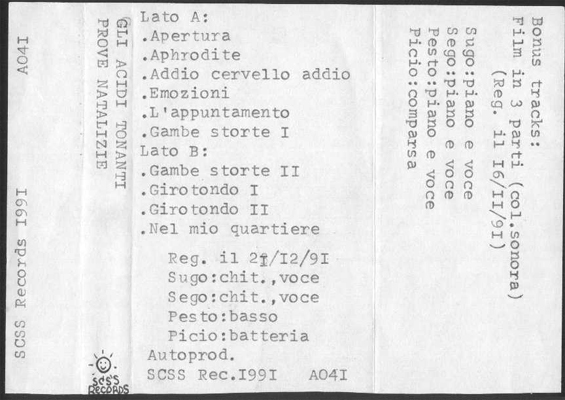 A04I
SCSS Records I99I
GLI ACIDI TONANTI
PROVE NATALIZIE
SCSS
RECORDS
Lato A:
.Apertura
.Aphrodite
.Addio cervello addio
.Emozioni
.L'appuntamento
.Gambe storte I
Lato B:
.Gambe storte II
.Girotondo I
.Girotondo II
.Nel mio quartiere
Reg. il 2I/I2/9I
Sugo:chit.,voce
Sego:chit.,voce
Pesto:basso
Picio:batteria
Autoprod.
SCSS Rec.I99I A04I
Bonus tracks:
Film in 3 parti (col.sonora)
(Reg. il I6/II/9I)
Sugo:piano e voce
Sego:piano e voce
Pesto:piano e voce
Picio:comparsa